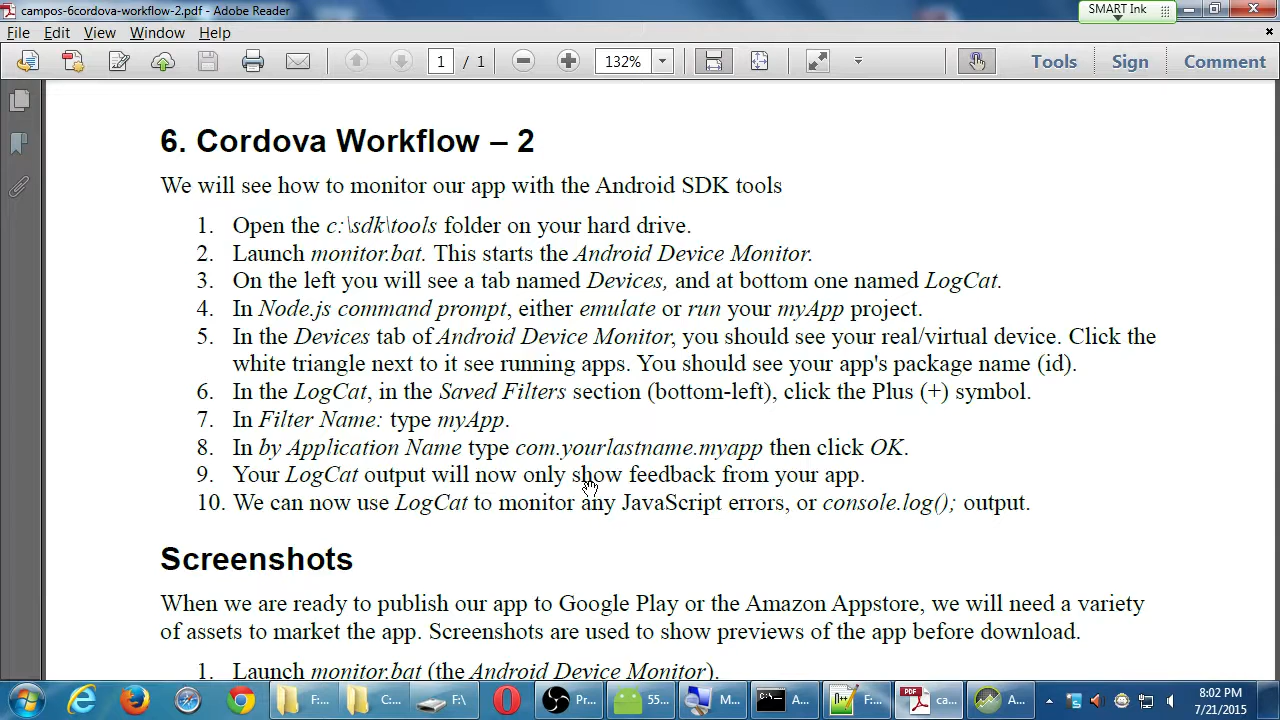 campos-6cordova-workflow-2.pdf - Adobe Reader
SMART Ink
File Edit View Window Help
1 / 1 132% Tools Sign Comment
6. Cordova Workflow – 2
We will see how to monitor our app with the Android SDK tools
1. Open the c:\sdk\tools folder on your hard drive.
2. Launch monitor.bat. This starts the Android Device Monitor.
3. On the left you will see a tab named Devices, and at bottom one named LogCat.
4. In Node.js command prompt, either emulate or run your myApp project.
5. In the Devices tab of Android Device Monitor, you should see your real/virtual device. Click the
white triangle next to it see running apps. You should see your app's package name (id).
6. In the LogCat, in the Saved Filters section (bottom-left), click the Plus (+) symbol.
7. In Filter Name: type myApp.
8. In by Application Name type com.yourlastname.myapp then click OK.
9. Your LogCat output will now only show feedback from your app.
10. We can now use LogCat to monitor any JavaScript errors, or console.log(); output.
Screenshots
When we are ready to publish our app to Google Play or the Amazon Appstore, we will need a variety
of assets to market the app. Screenshots are used to show previews of the app before download.
1. Launch monitor.bat (the Android Device Monitor).
F:... C:... F:\ Pr... 55... M... A... F:... ca... A... 8:02 PM
7/21/2015